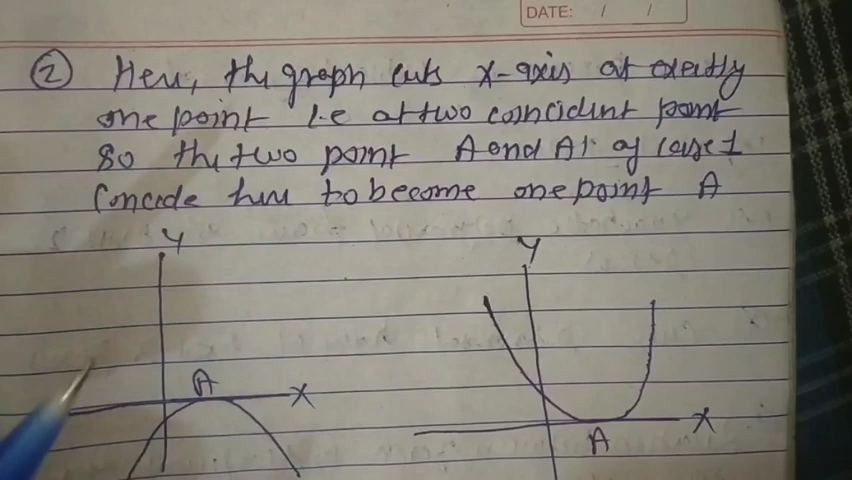 DATE: / /
(2) Here, the graph cuts x-axis at exactly
one point i.e at two coincident point
so the two point A and A1 of case 1
Concede here to become one point A
Y Y
A X
X
A